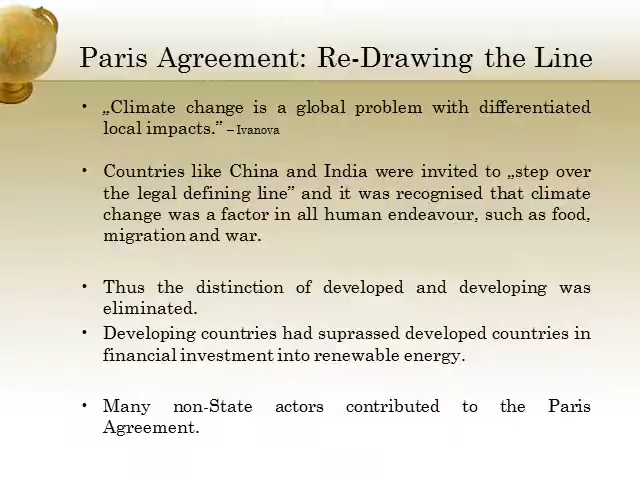 Paris Agreement: Re-Drawing the Line
• „Climate change is a global problem with differentiated
local impacts.” – Ivanova
• Countries like China and India were invited to „step over
the legal defining line” and it was recognised that climate
change was a factor in all human endeavour, such as food,
migration and war.
• Thus the distinction of developed and developing was
eliminated.
• Developing countries had suprassed developed countries in
financial investment into renewable energy.
• Many non-State actors contributed to the Paris
Agreement.